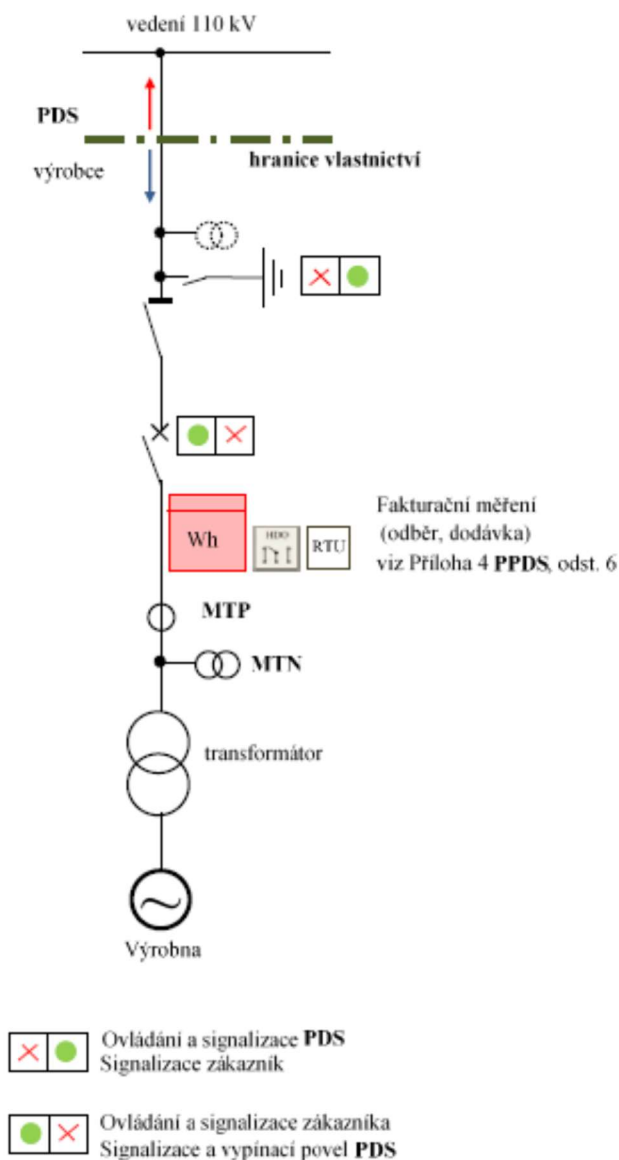 vedení 110 kV
PDS
hranice vlastnictví
výrobce
Fakturační měření
(odběr, dodávka)
viz Příloha 4 PPDS, odst. 6
Wh
HDO
RTU
MTP
MTN
transformátor
Výrobna
Ovládání a signalizace PDS
Signalizace zákazník
Ovládání a signalizace zákazníka
Signalizace a vypínací povel PDS